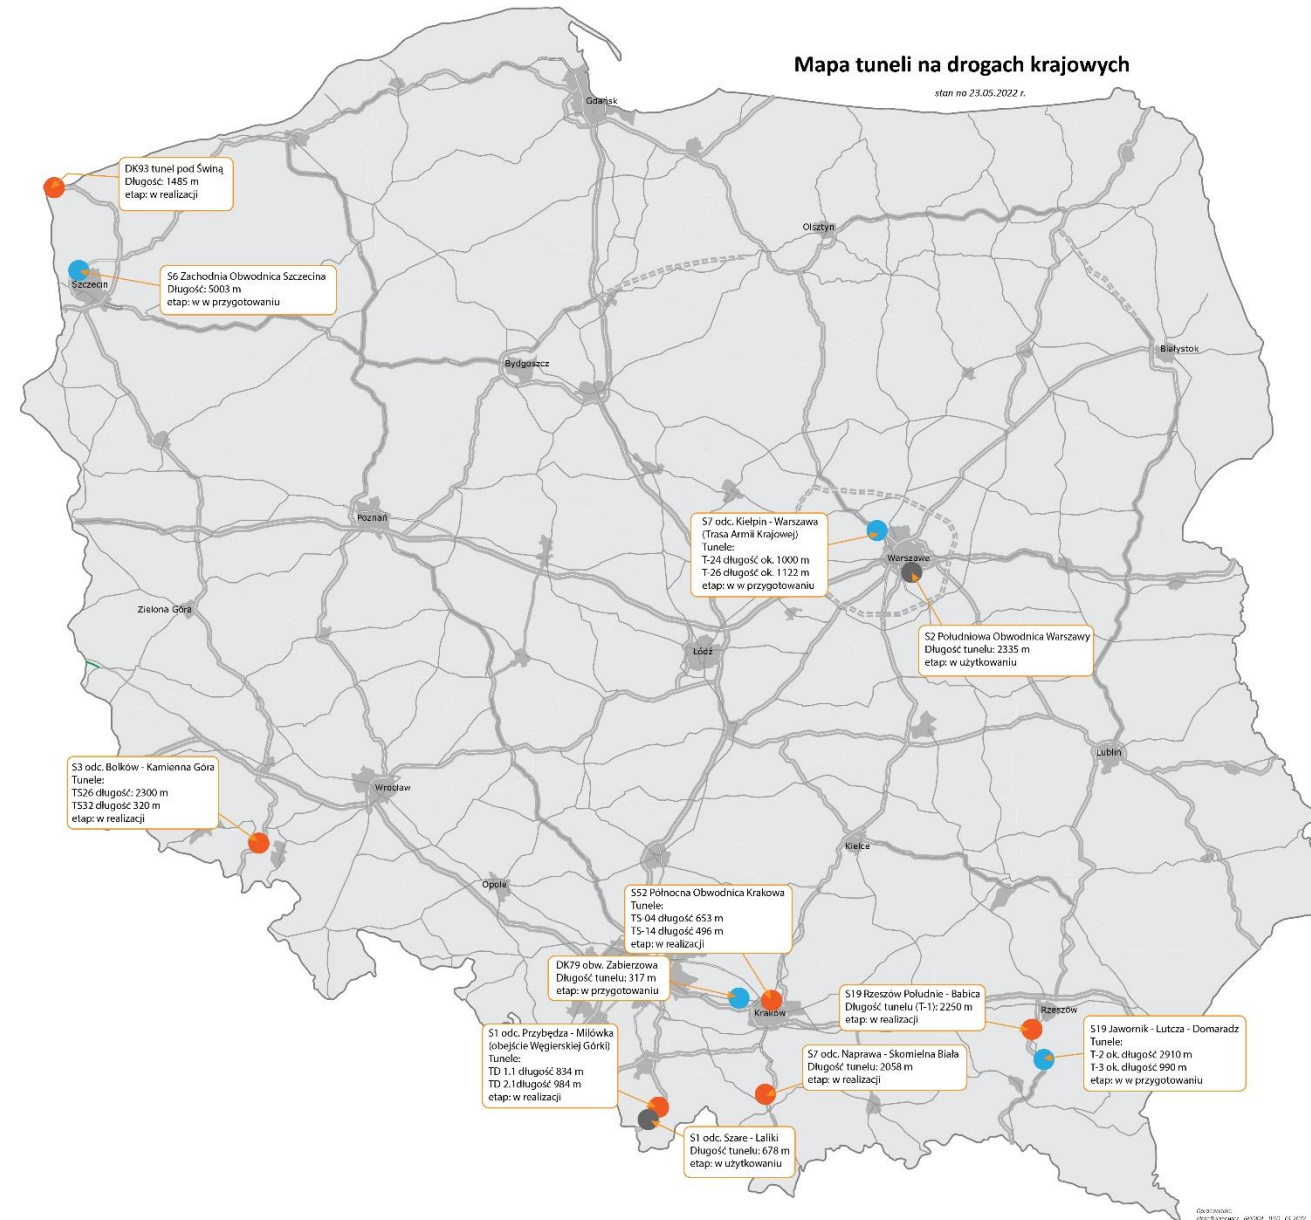 Mapa tuneli na drogach krajowych
stan na 23.05.2022 r.
Gdańsk
DK93 tunel pod Świną
Długość: 1485 m
etap: w realizacji
Olsztyn
S6 Zachodnia Obwodnica Szczecina
Długość: 5003 m
etap: w w przygotowaniu
Szczecin
Białystok
Bydgoszcz
Poznań
S7 odc. Kiełpin - Warszawa
(Trasa Armii Krajowej)
Tunele:
T-24 długość ok. 1000 m
T-26 długość ok. 1122 m
etap: w w przygotowaniu
Warszawa
Zielona Góra
S2 Południowa Obwodnica Warszawy
Długość tunelu: 2335 m
etap: w użytkowaniu
Łódź
Lublin
S3 odc. Bolków - Kamienna Góra
Tunele:
TS26 długość: 2300 m
TS32 długość 320 m
etap: w realizacji
Wrocław
Kielce
Opole
S52 Północna Obwodnica Krakowa
Tunele:
TS-04 długość 653 m
TS-14 długość 496 m
etap: w realizacji
DK79 obw. Zabierzowa
Długość tunelu: 317 m
etap: w przygotowaniu
Kraków
S19 Rzeszów Południe - Babica
Długość tunelu (T-1): 2250 m
etap: w realizacji
Rzeszów
S19 Jawornik - Lutcza - Domaradz
Tunele:
T-2 ok. długość 2910 m
T-3 ok. długość 990 m
etap: w w przygotowaniu
S1 odc. Przybędza - Milówka
(obejście Węgierskiej Górki)
Tunele:
TD 1.1 długość 834 m
TD 2.1długość 984 m
etap: w realizacji
S7 odc. Naprawa - Skomielna Biała
Długość tunelu: 2058 m
etap: w realizacji
S1 odc. Szare - Laliki
Długość tunelu: 678 m
etap: w użytkowaniu
Opracował: